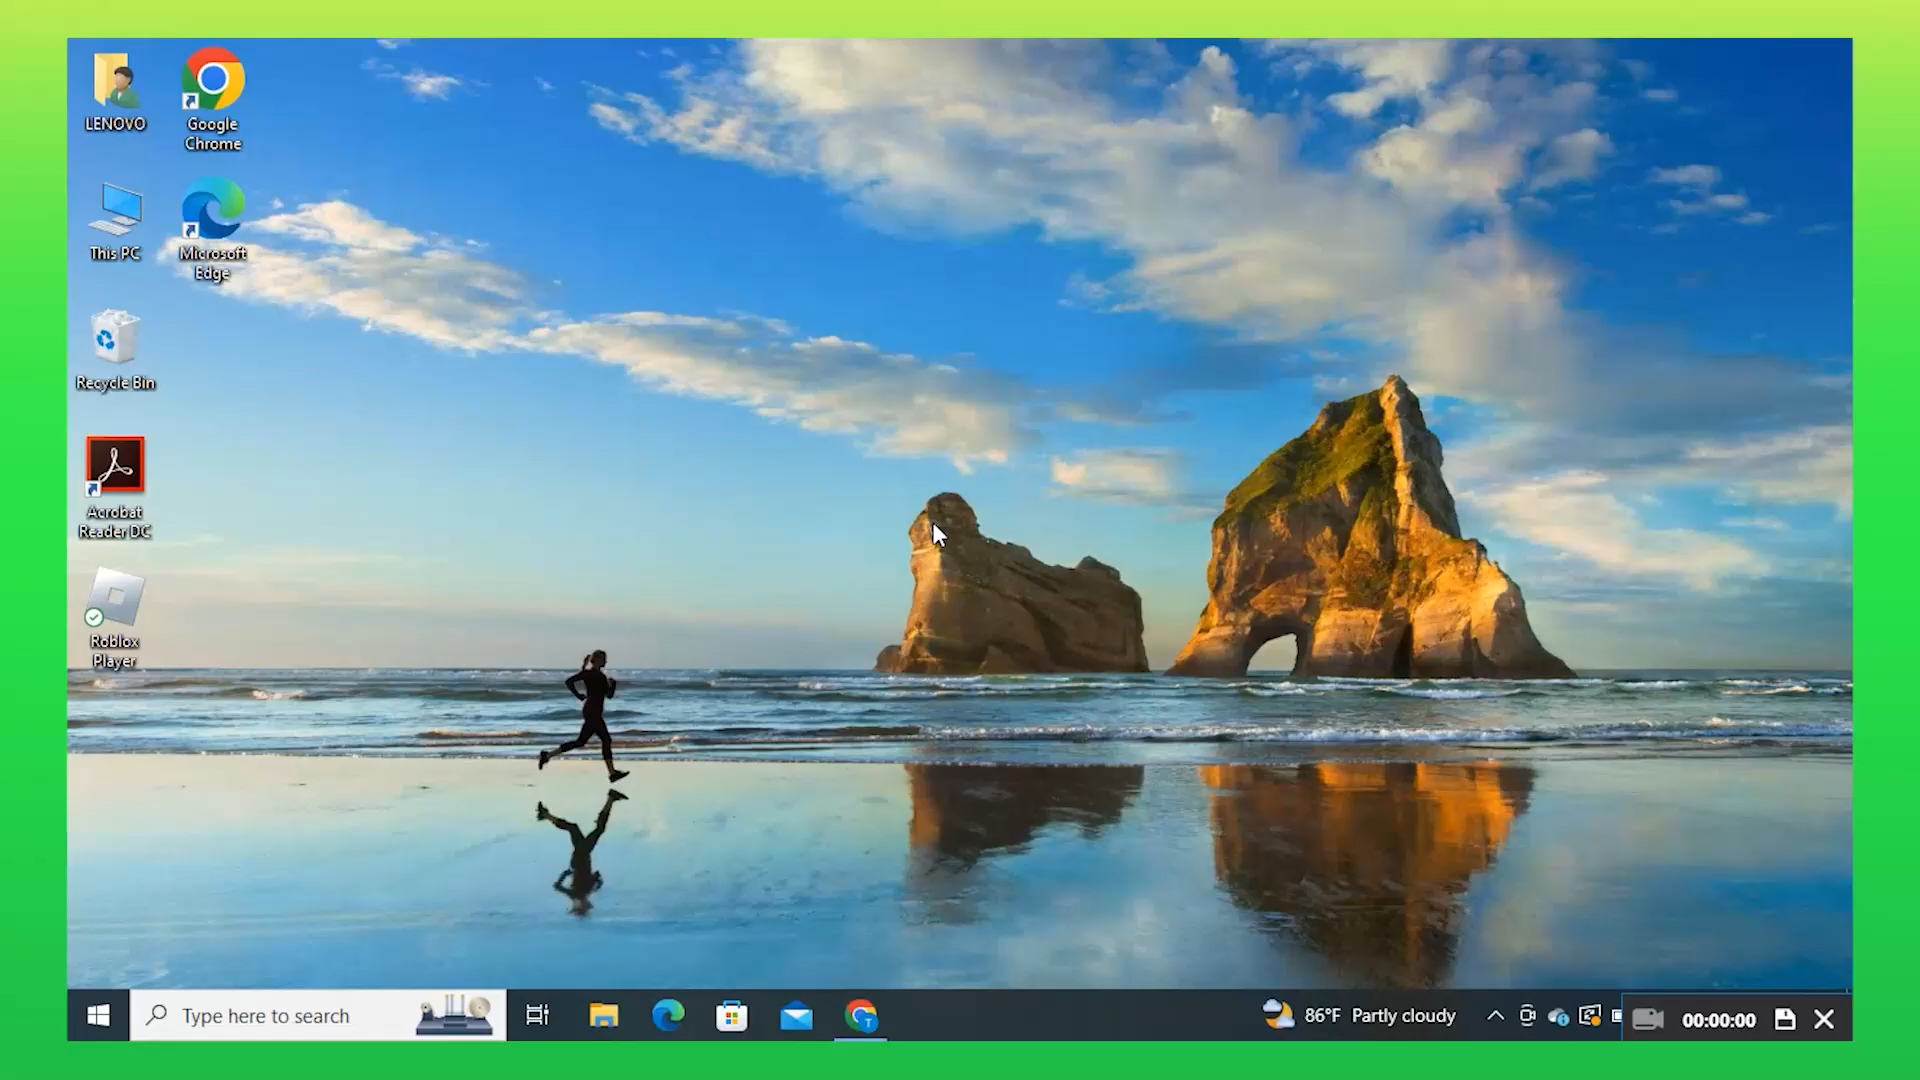 LENOVO
Google
Chrome
This PC
Microsoft
Edge
Recycle Bin
Acrobat
Reader DC
Roblox
Player
Type here to search
T
86°F Partly cloudy
00:00:00